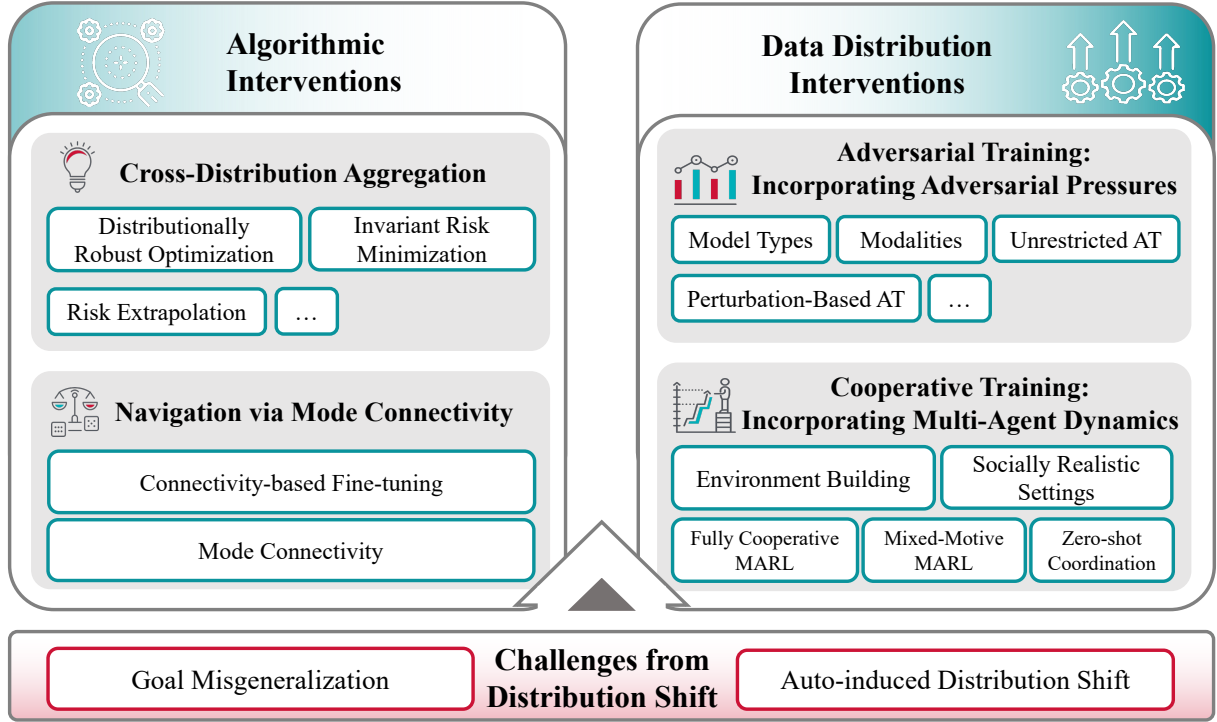 Algorithmic
Interventions
Cross-Distribution Aggregation
Distributionally
Robust Optimization
Invariant Risk
Minimization
Risk Extrapolation
…
Navigation via Mode Connectivity
Connectivity-based Fine-tuning
Mode Connectivity
Data Distribution
Interventions
Adversarial Training:
Incorporating Adversarial Pressures
Model Types
Modalities
Unrestricted AT
Perturbation-Based AT
…
Cooperative Training:
Incorporating Multi-Agent Dynamics
Environment Building
Socially Realistic
Settings
Fully Cooperative
MARL
Mixed-Motive
MARL
Zero-shot
Coordination
Goal Misgeneralization
Challenges from
Distribution Shift
Auto-induced Distribution Shift